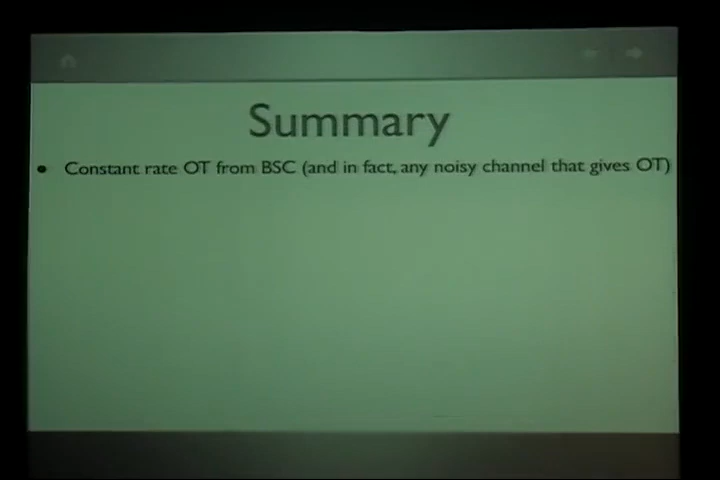 Summary
• Constant rate OT from BSC (and in fact, any noisy channel that gives OT)